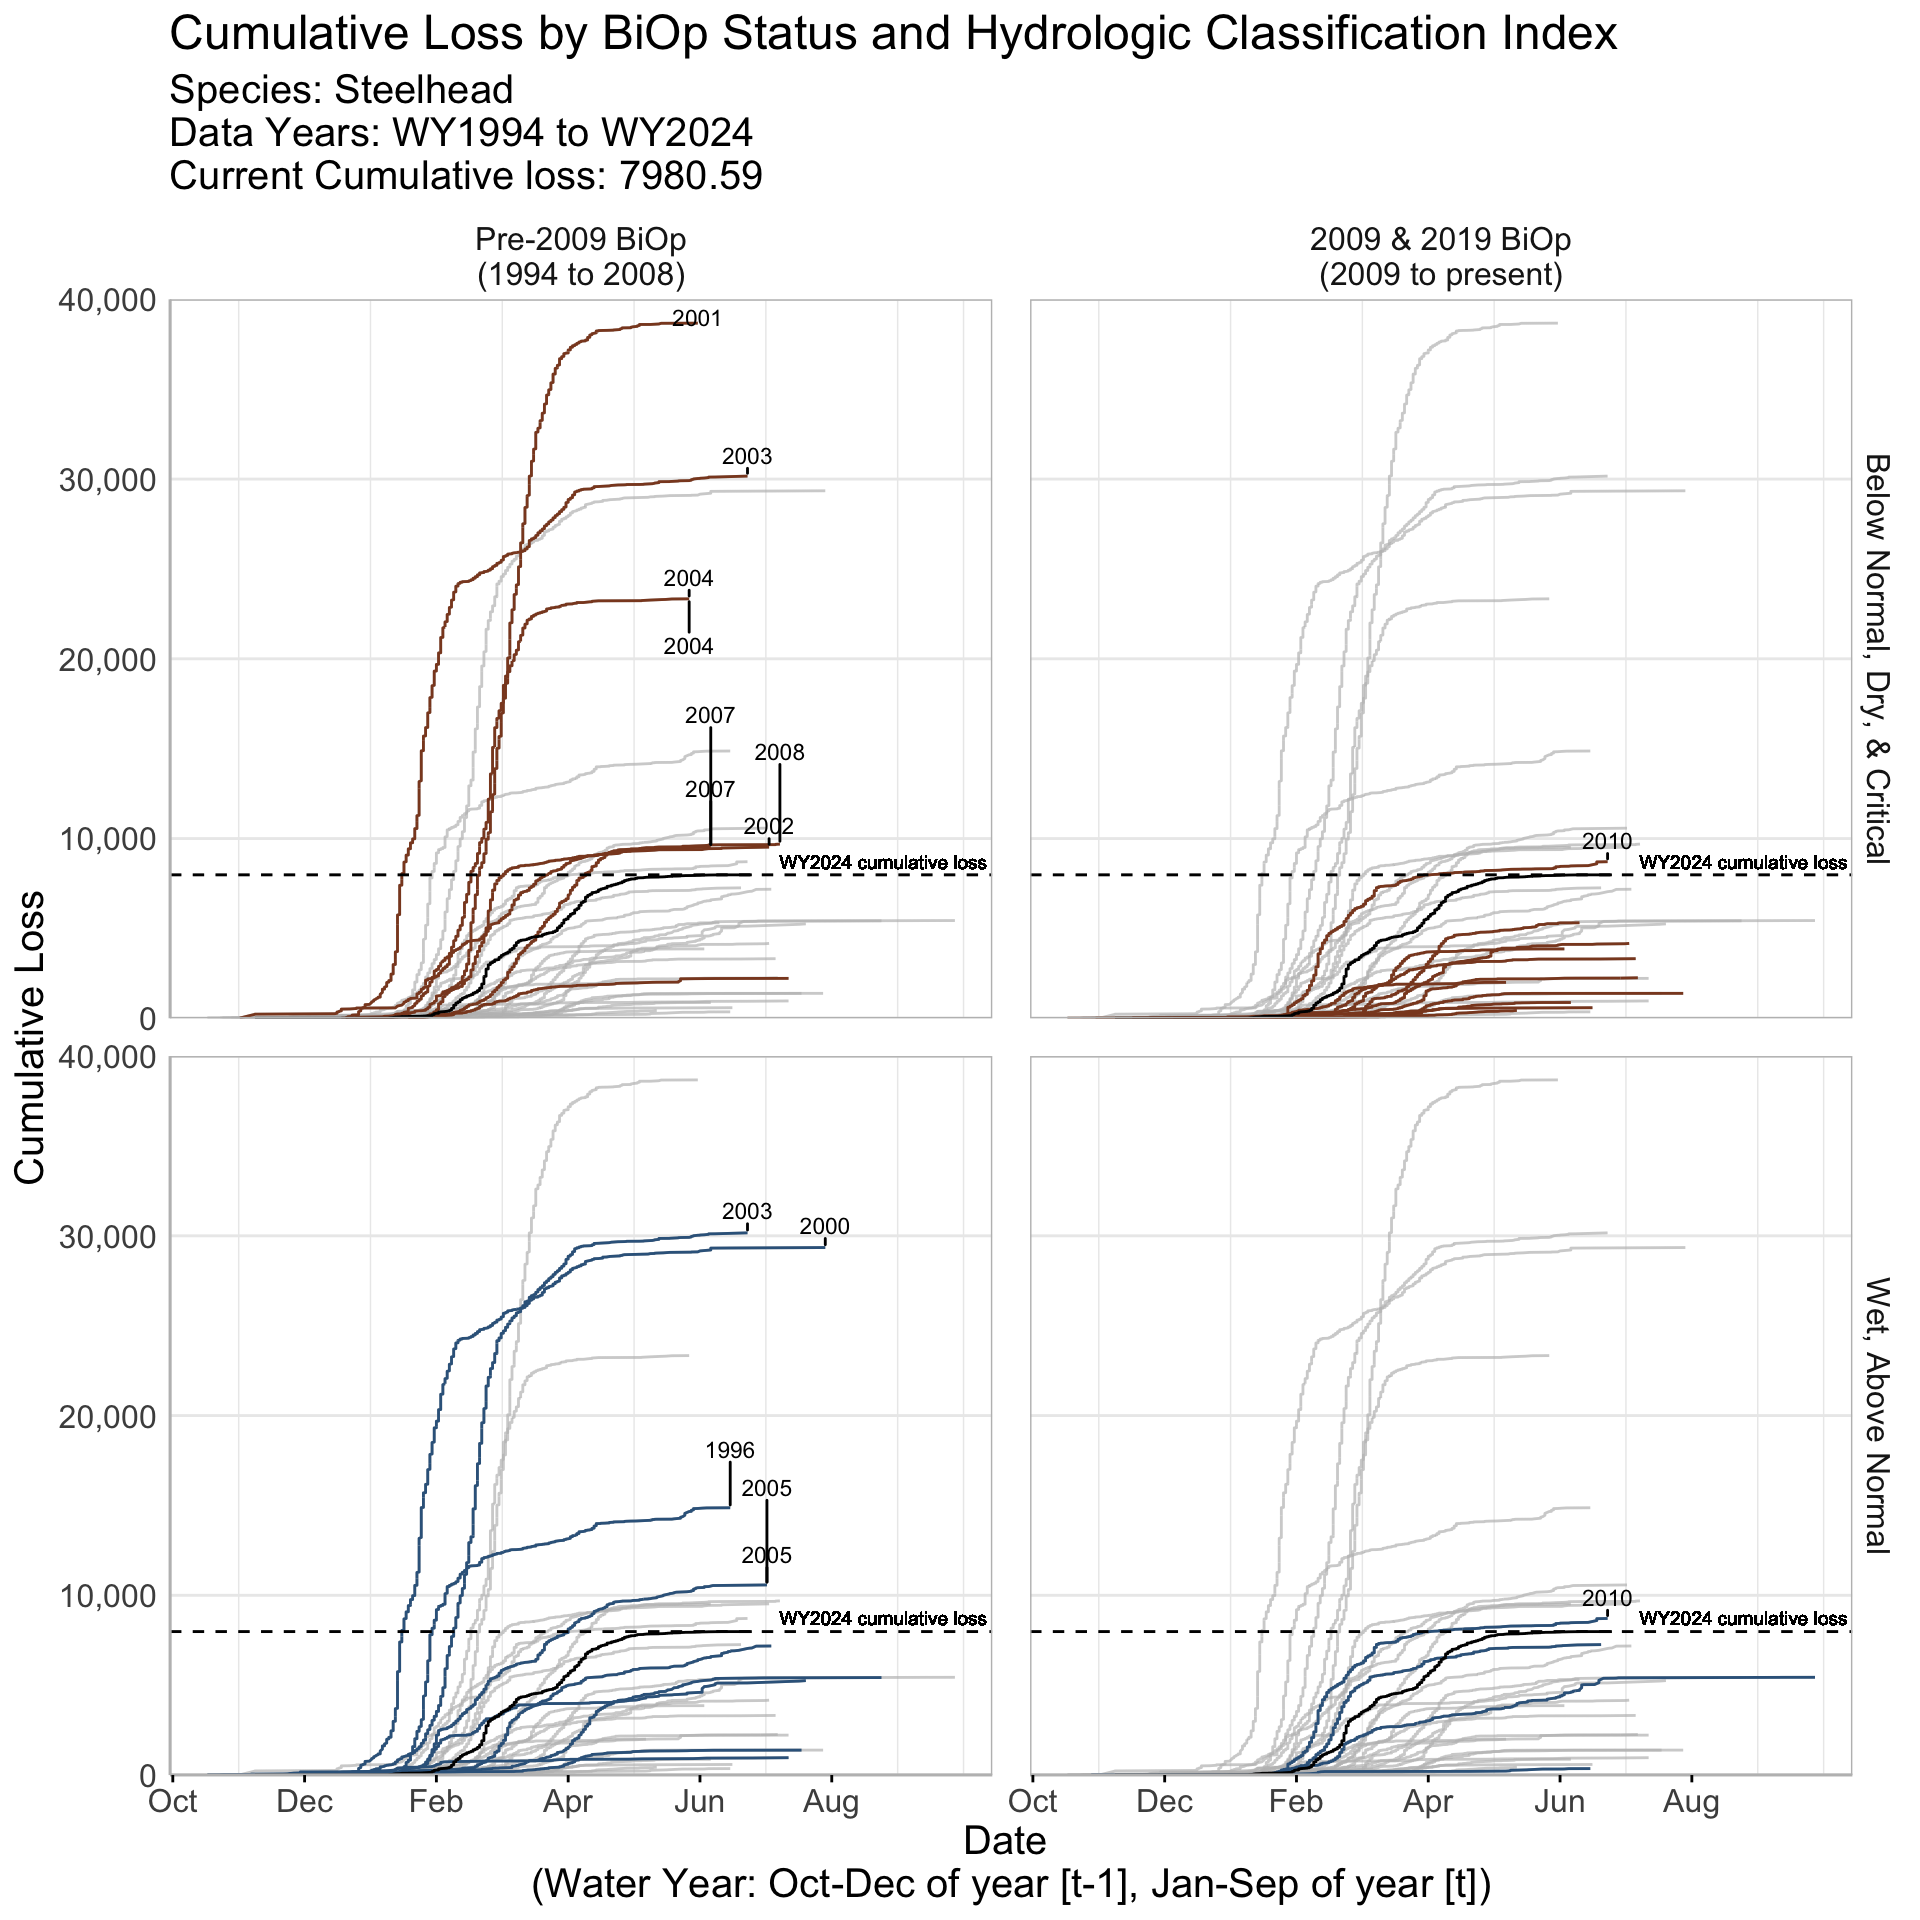 Cumulative Loss by BiOp Status and Hydrologic Classification Index
Species: Steelhead
Data Years: WY1994 to WY2024
Current Cumulative loss: 7980.59
Pre-2009 BiOp
(1994 to 2008)
2009 & 2019 BiOp
(2009 to present)
Cumulative Loss
40,000
30,000
20,000
10,000
0
2001
2003
2004
2004
2007
2008
2007
2002
WY2024 cumulative loss
2010
WY2024 cumulative loss
Below Normal, Dry, & Critical
40,000
30,000
20,000
10,000
0
2003
2000
1996
2005
2005
WY2024 cumulative loss
2010
WY2024 cumulative loss
Wet, Above Normal
Oct Dec Feb Apr Jun Aug
Oct Dec Feb Apr Jun Aug
Date
(Water Year: Oct-Dec of year [t-1], Jan-Sep of year [t])